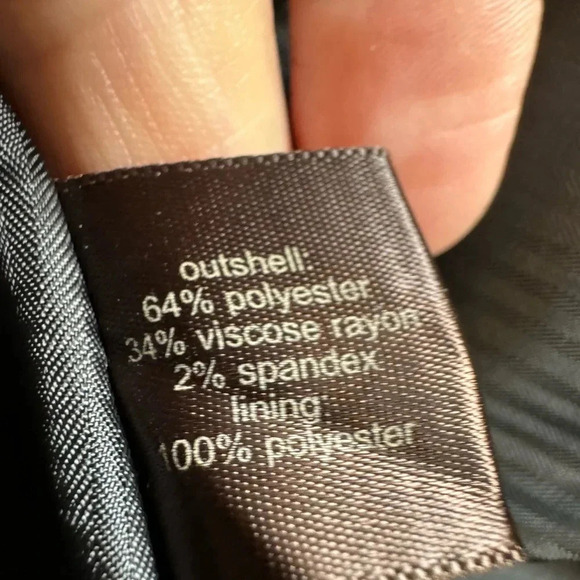 outshell:
64% polyester
34% viscose rayon
2% spandex
lining:
100% polyester